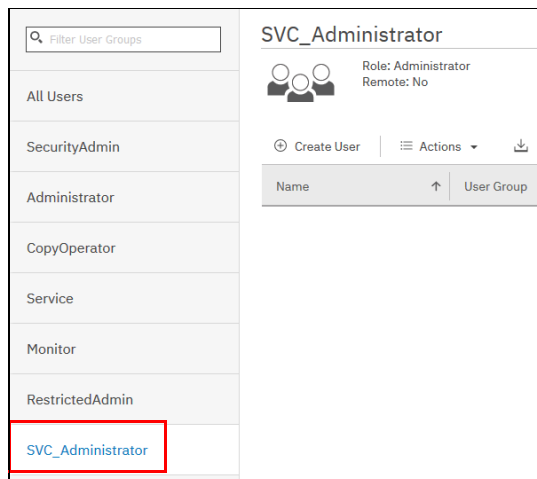 Filter User Groups
All Users
SecurityAdmin
Administrator
CopyOperator
Service
Monitor
RestrictedAdmin
SVC_Administrator
SVC_Administrator
Role: Administrator
Remote: No
Create User Actions
Name User Group